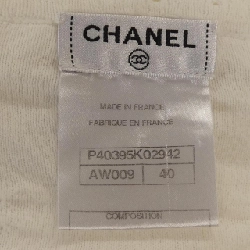 CHANEL
MADE IN FRANCE
FABRIQUE EN FRANCE
P40395K02942
AW009 40
COMPOSITION